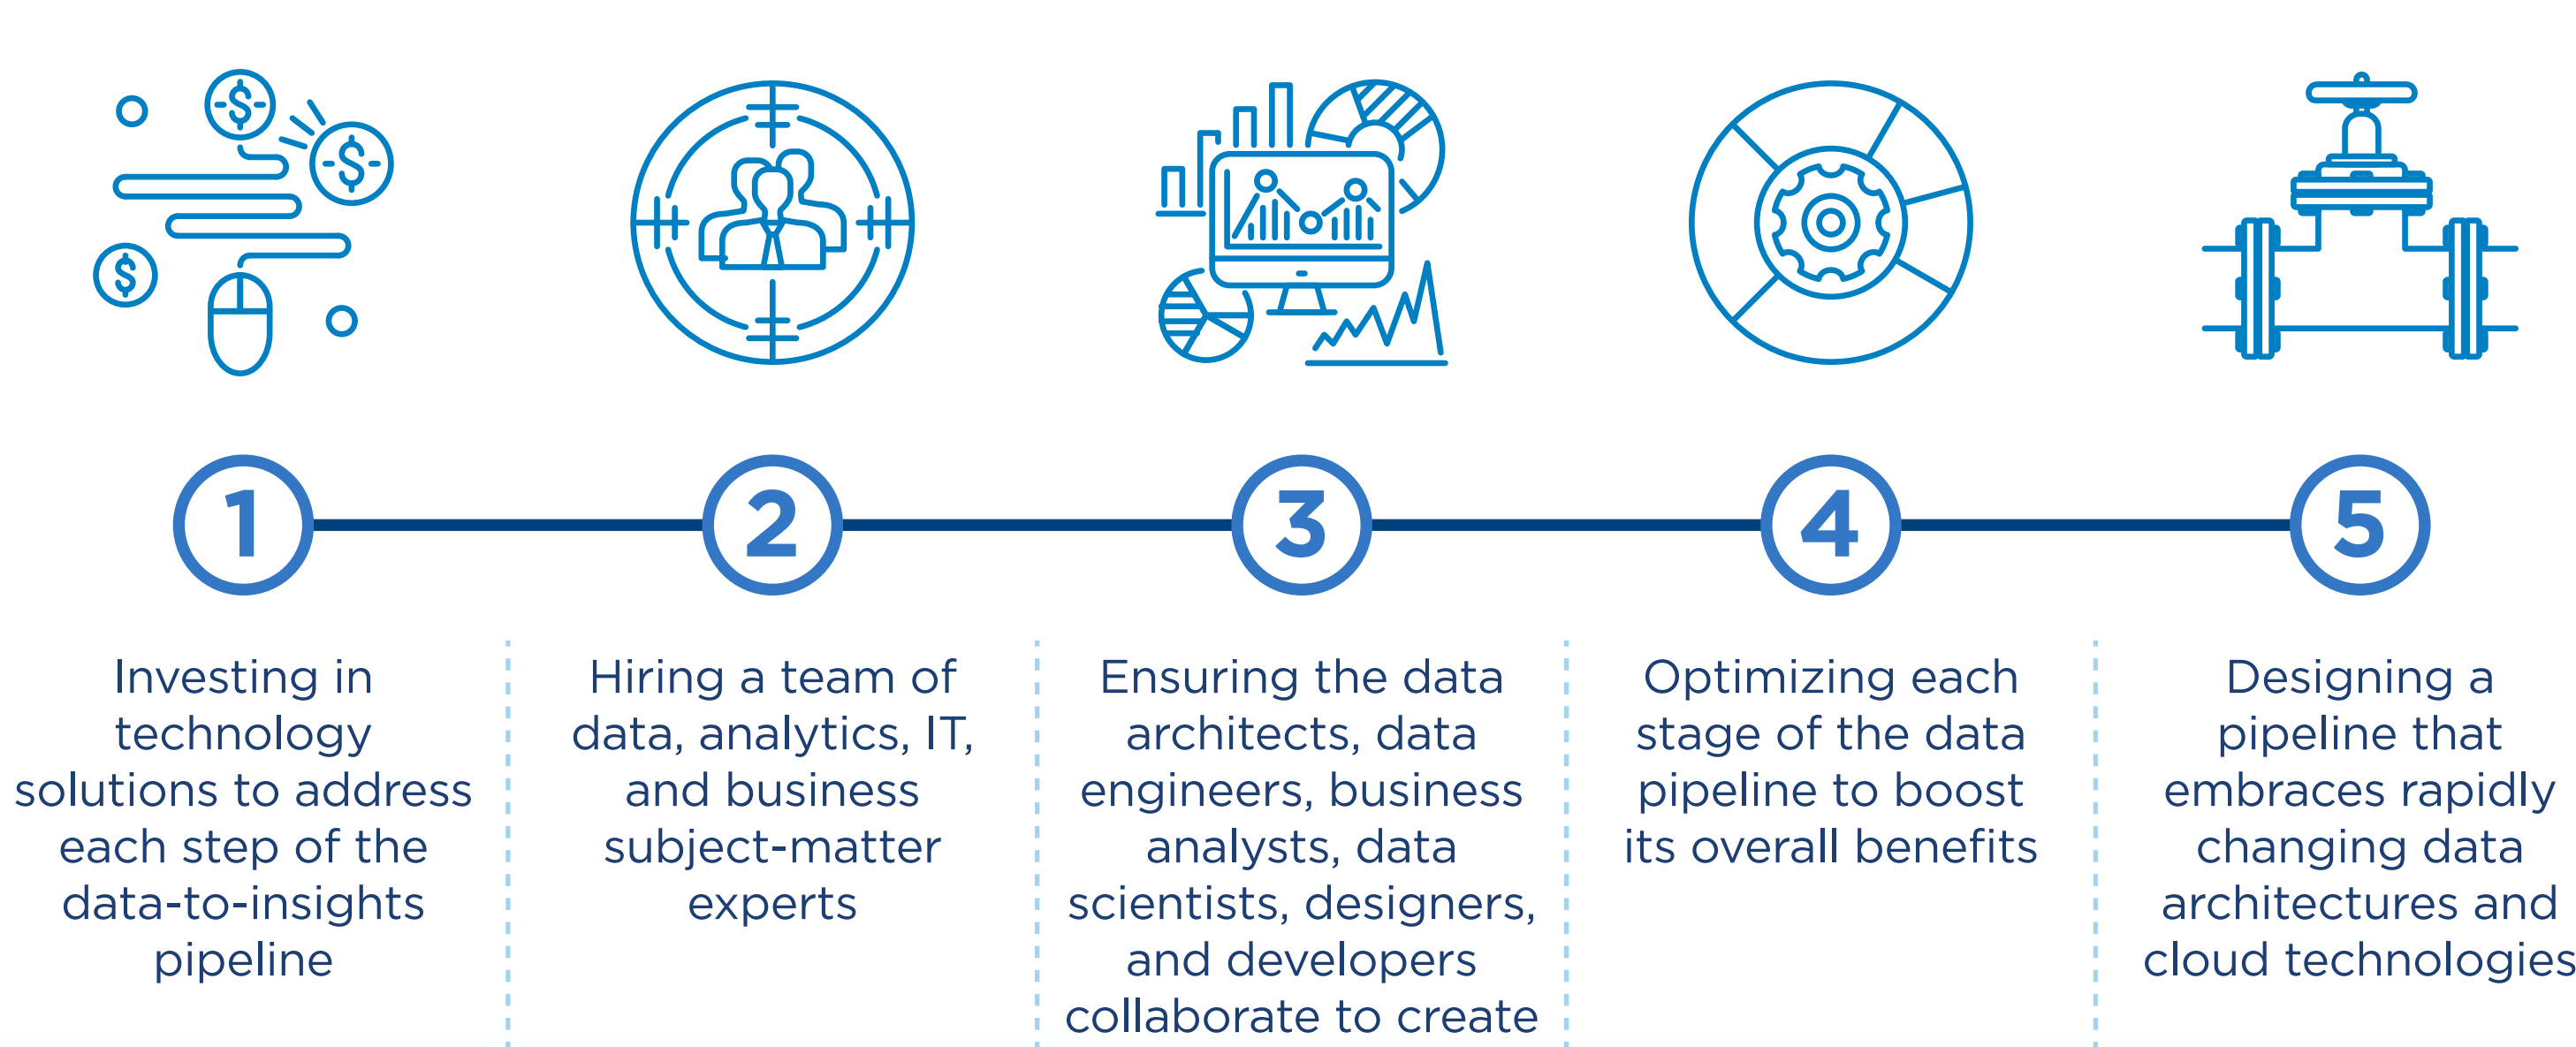 1
2
3
4
5
Investing in
technology
solutions to address
each step of the
data-to-insights
pipeline
Hiring a team of
data, analytics, IT,
and business
subject-matter
experts
Ensuring the data
architects, data
engineers, business
analysts, data
scientists, designers,
and developers
collaborate to create
Optimizing each
stage of the data
pipeline to boost
its overall benefits
Designing a
pipeline that
embraces rapidly
changing data
architectures and
cloud technologies